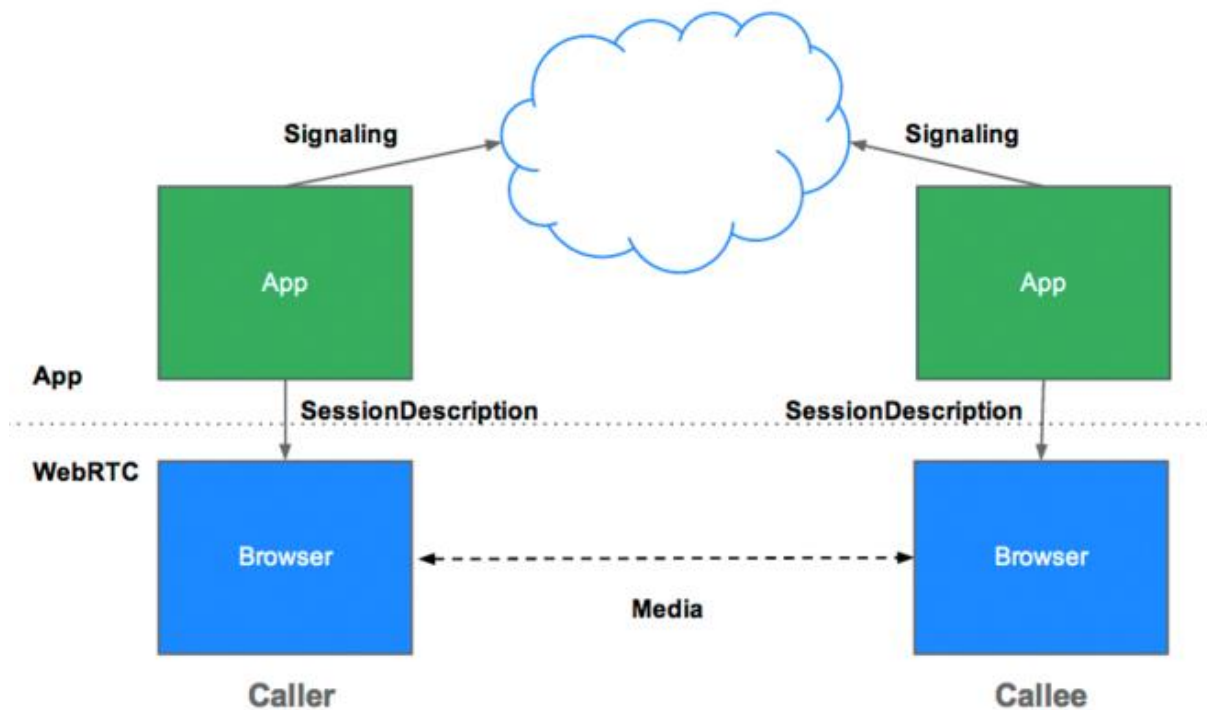 Signaling
Signaling
App
App
App
SessionDescription
SessionDescription
WebRTC
Browser
Browser
Media
Caller
Callee